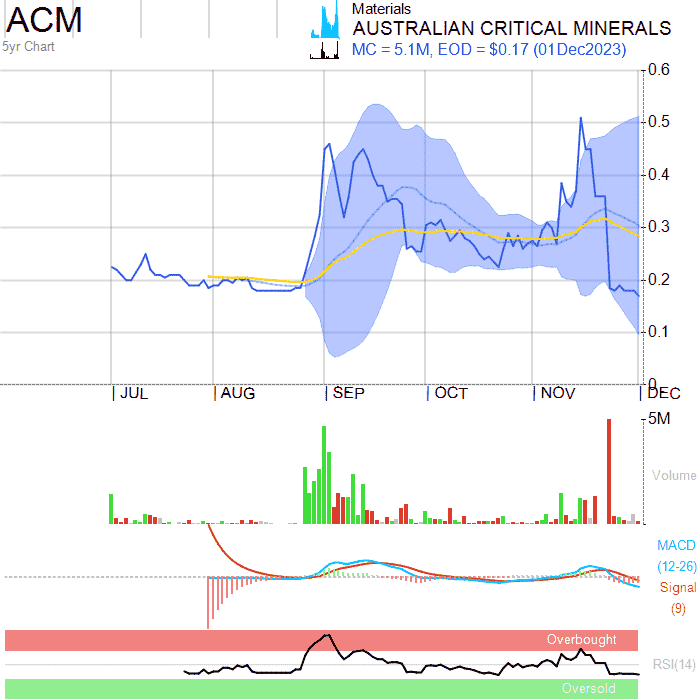 ACM
5yr Chart
Materials
AUSTRALIAN CRITICAL MINERALS
MC = 5.1M, EOD = $0.17 (01Dec2023)
0.6
0.5
0.4
0.3
0.2
0.1
0
JUL AUG SEP OCT NOV DEC
5M
Volume
MACD
(12-26)
Signal
(9)
Overbought
RSI(14)
Oversold